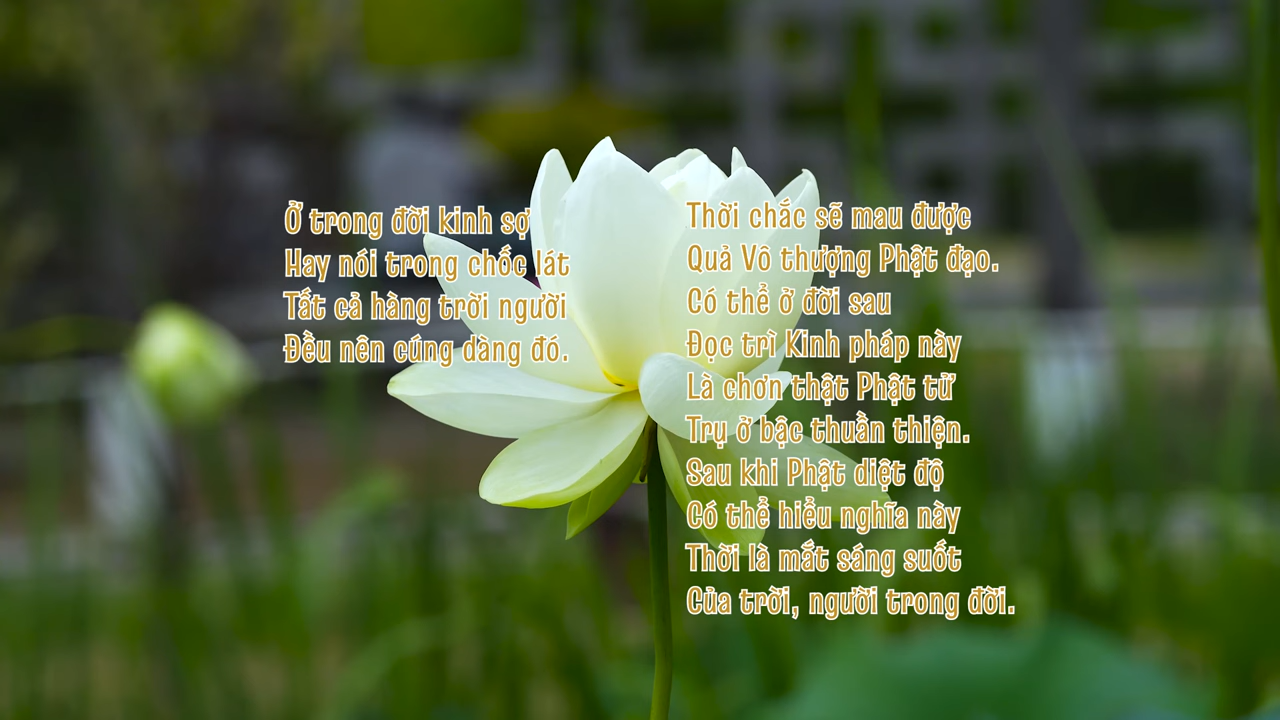 Ở trong đời kinh sợ
Hay nói trong chốc lát
Tất cả hàng trời người
Đều nên cúng dàng đó.
Thời chắc sẽ mau được
Quả Vô thượng Phật đạo.
Có thể ở đời sau
Đọc trì Kinh pháp này
Là chơn thật Phật tử
Trụ ở bậc thuần thiện.
Sau khi Phật diệt độ
Có thể hiểu nghĩa này
Thời là mắt sáng suốt
Của trời, người trong đời.